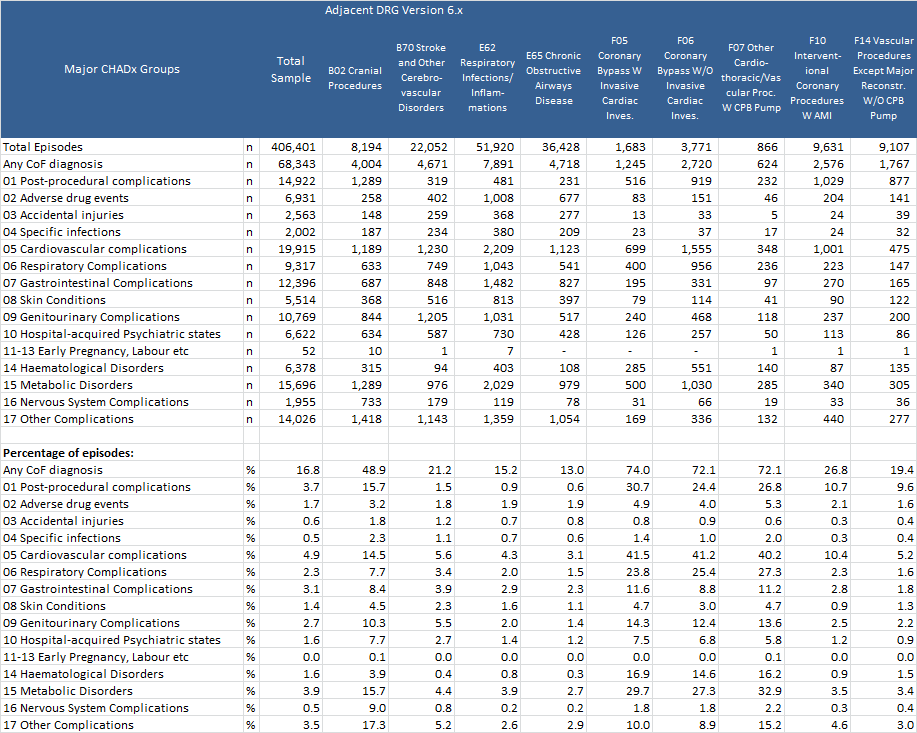 Adjacent DRG Version 6.x
Major CHADx Groups
Total
Sample
B02 Cranial
Procedures
B70 Stroke
and Other
Cerebro-
vascular
Disorders
E62
Respiratory
Infections/
Inflam-
mations
E65 Chronic
Obstructive
Airways
Disease
F05
Coronary
Bypass W
Invasive
Cardiac
Inves.
F06
Coronary
Bypass W/O
Invasive
Cardiac
Inves.
F07 Other
Cardio-
thoracic/Vas
cular Proc.
W CPB Pump
F10
Intervent-
ional
Coronary
Procedures
W AMI
F14 Vascular
Procedures
Except Major
Reconstr.
W/O CPB
Pump
Total Episodes n 406,401 8,194 22,052 51,920 36,428 1,683 3,771 866 9,631 9,107
Any CoF diagnosis n 68,343 4,004 4,671 7,891 4,718 1,245 2,720 624 2,576 1,767
01 Post-procedural complications n 14,922 1,289 319 481 231 516 919 232 1,029 877
02 Adverse drug events n 6,931 258 402 1,008 677 83 151 46 204 141
03 Accidental injuries n 2,563 148 259 368 277 13 33 5 24 39
04 Specific infections n 2,002 187 234 380 209 23 37 17 24 32
05 Cardiovascular complications n 19,915 1,189 1,230 2,209 1,123 699 1,555 348 1,001 475
06 Respiratory Complications n 9,317 633 749 1,043 541 400 956 236 223 147
07 Gastrointestinal Complications n 12,396 687 848 1,482 827 195 331 97 270 165
08 Skin Conditions n 5,514 368 516 813 397 79 114 41 90 122
09 Genitourinary Complications n 10,769 844 1,205 1,031 517 240 468 118 237 200
10 Hospital-acquired Psychiatric states n 6,622 634 587 730 428 126 257 50 113 86
11-13 Early Pregnancy, Labour etc n 52 10 1 7 - - - 1 1 1
14 Haematological Disorders n 6,378 315 94 403 108 285 551 140 87 135
15 Metabolic Disorders n 15,696 1,289 976 2,029 979 500 1,030 285 340 305
16 Nervous System Complications n 1,955 733 179 119 78 31 66 19 33 36
17 Other Complications n 14,026 1,418 1,143 1,359 1,054 169 336 132 440 277
Percentage of episodes:
Any CoF diagnosis % 16.8 48.9 21.2 15.2 13.0 74.0 72.1 72.1 26.8 19.4
01 Post-procedural complications % 3.7 15.7 1.5 0.9 0.6 30.7 24.4 26.8 10.7 9.6
02 Adverse drug events % 1.7 3.2 1.8 1.9 1.9 4.9 4.0 5.3 2.1 1.6
03 Accidental injuries % 0.6 1.8 1.2 0.7 0.8 0.8 0.9 0.6 0.3 0.4
04 Specific infections % 0.5 2.3 1.1 0.7 0.6 1.4 1.0 2.0 0.3 0.4
05 Cardiovascular complications % 4.9 14.5 5.6 4.3 3.1 41.5 41.2 40.2 10.4 5.2
06 Respiratory Complications % 2.3 7.7 3.4 2.0 1.5 23.8 25.4 27.3 2.3 1.6
07 Gastrointestinal Complications % 3.1 8.4 3.9 2.9 2.3 11.6 8.8 11.2 2.8 1.8
08 Skin Conditions % 1.4 4.5 2.3 1.6 1.1 4.7 3.0 4.7 0.9 1.3
09 Genitourinary Complications % 2.7 10.3 5.5 2.0 1.4 14.3 12.4 13.6 2.5 2.2
10 Hospital-acquired Psychiatric states % 1.6 7.7 2.7 1.4 1.2 7.5 6.8 5.8 1.2 0.9
11-13 Early Pregnancy, Labour etc % 0.0 0.1 0.0 0.0 0.0 0.0 0.0 0.1 0.0 0.0
14 Haematological Disorders % 1.6 3.9 0.4 0.8 0.3 16.9 14.6 16.2 0.9 1.5
15 Metabolic Disorders % 3.9 15.7 4.4 3.9 2.7 29.7 27.3 32.9 3.5 3.4
16 Nervous System Complications % 0.5 9.0 0.8 0.2 0.2 1.8 1.8 2.2 0.3 0.4
17 Other Complications % 3.5 17.3 5.2 2.6 2.9 10.0 8.9 15.2 4.6 3.0